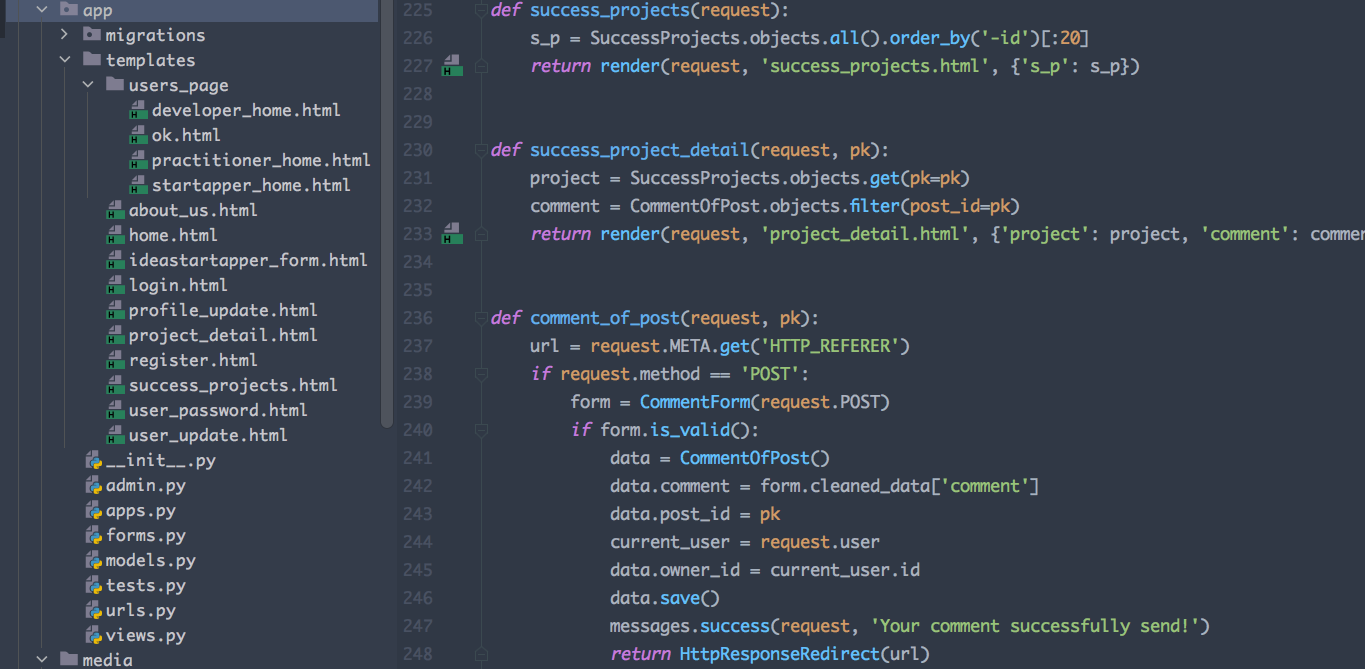 app
migrations
templates
users_page
developer_home.html
ok.html
practitioner_home.html
startapper_home.html
about_us.html
home.html
ideastartapper_form.html
login.html
profile_update.html
project_detail.html
register.html
success_projects.html
user_password.html
user_update.html
__init__.py
admin.py
apps.py
forms.py
models.py
tests.py
urls.py
views.py
media
225 def success_projects(request):
226 s_p = SuccessProjects.objects.all().order_by('-id')[:20]
227 return render(request, 'success_projects.html', {'s_p': s_p})
228
229
230 def success_project_detail(request, pk):
231 project = SuccessProjects.objects.get(pk=pk)
232 comment = CommentOfPost.objects.filter(post_id=pk)
233 return render(request, 'project_detail.html', {'project': project, 'comment': commen
234
235
236 def comment_of_post(request, pk):
237 url = request.META.get('HTTP_REFERER')
238 if request.method == 'POST':
239 form = CommentForm(request.POST)
240 if form.is_valid():
241 data = CommentOfPost()
242 data.comment = form.cleaned_data['comment']
243 data.post_id = pk
244 current_user = request.user
245 data.owner_id = current_user.id
246 data.save()
247 messages.success(request, 'Your comment successfully send!')
248 return HttpResponseRedirect(url)